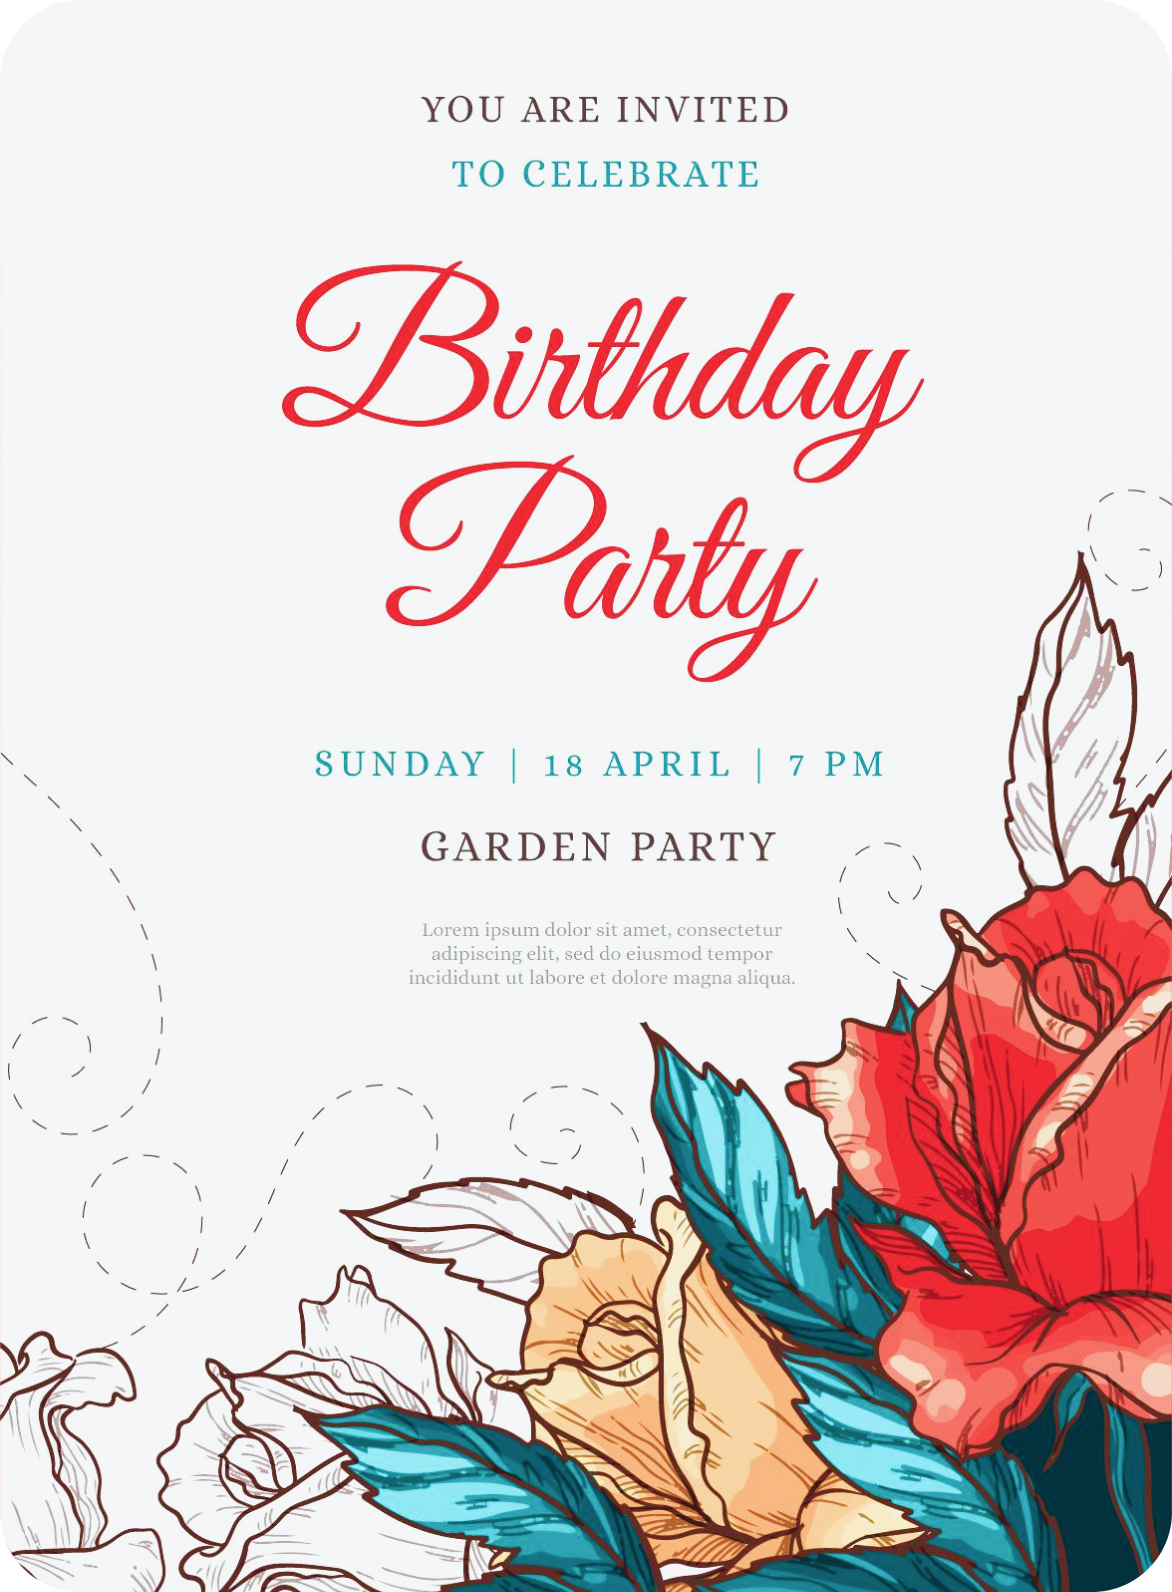 YOU ARE INVITED
TO CELEBRATE
Birthday
Party
SUNDAY | 18 APRIL | 7 PM
GARDEN PARTY
Lorem ipsum dolor sit amet, consectetur
adipiscing elit, sed do eiusmod tempor
incididunt ut labore et dolore magna aliqua.